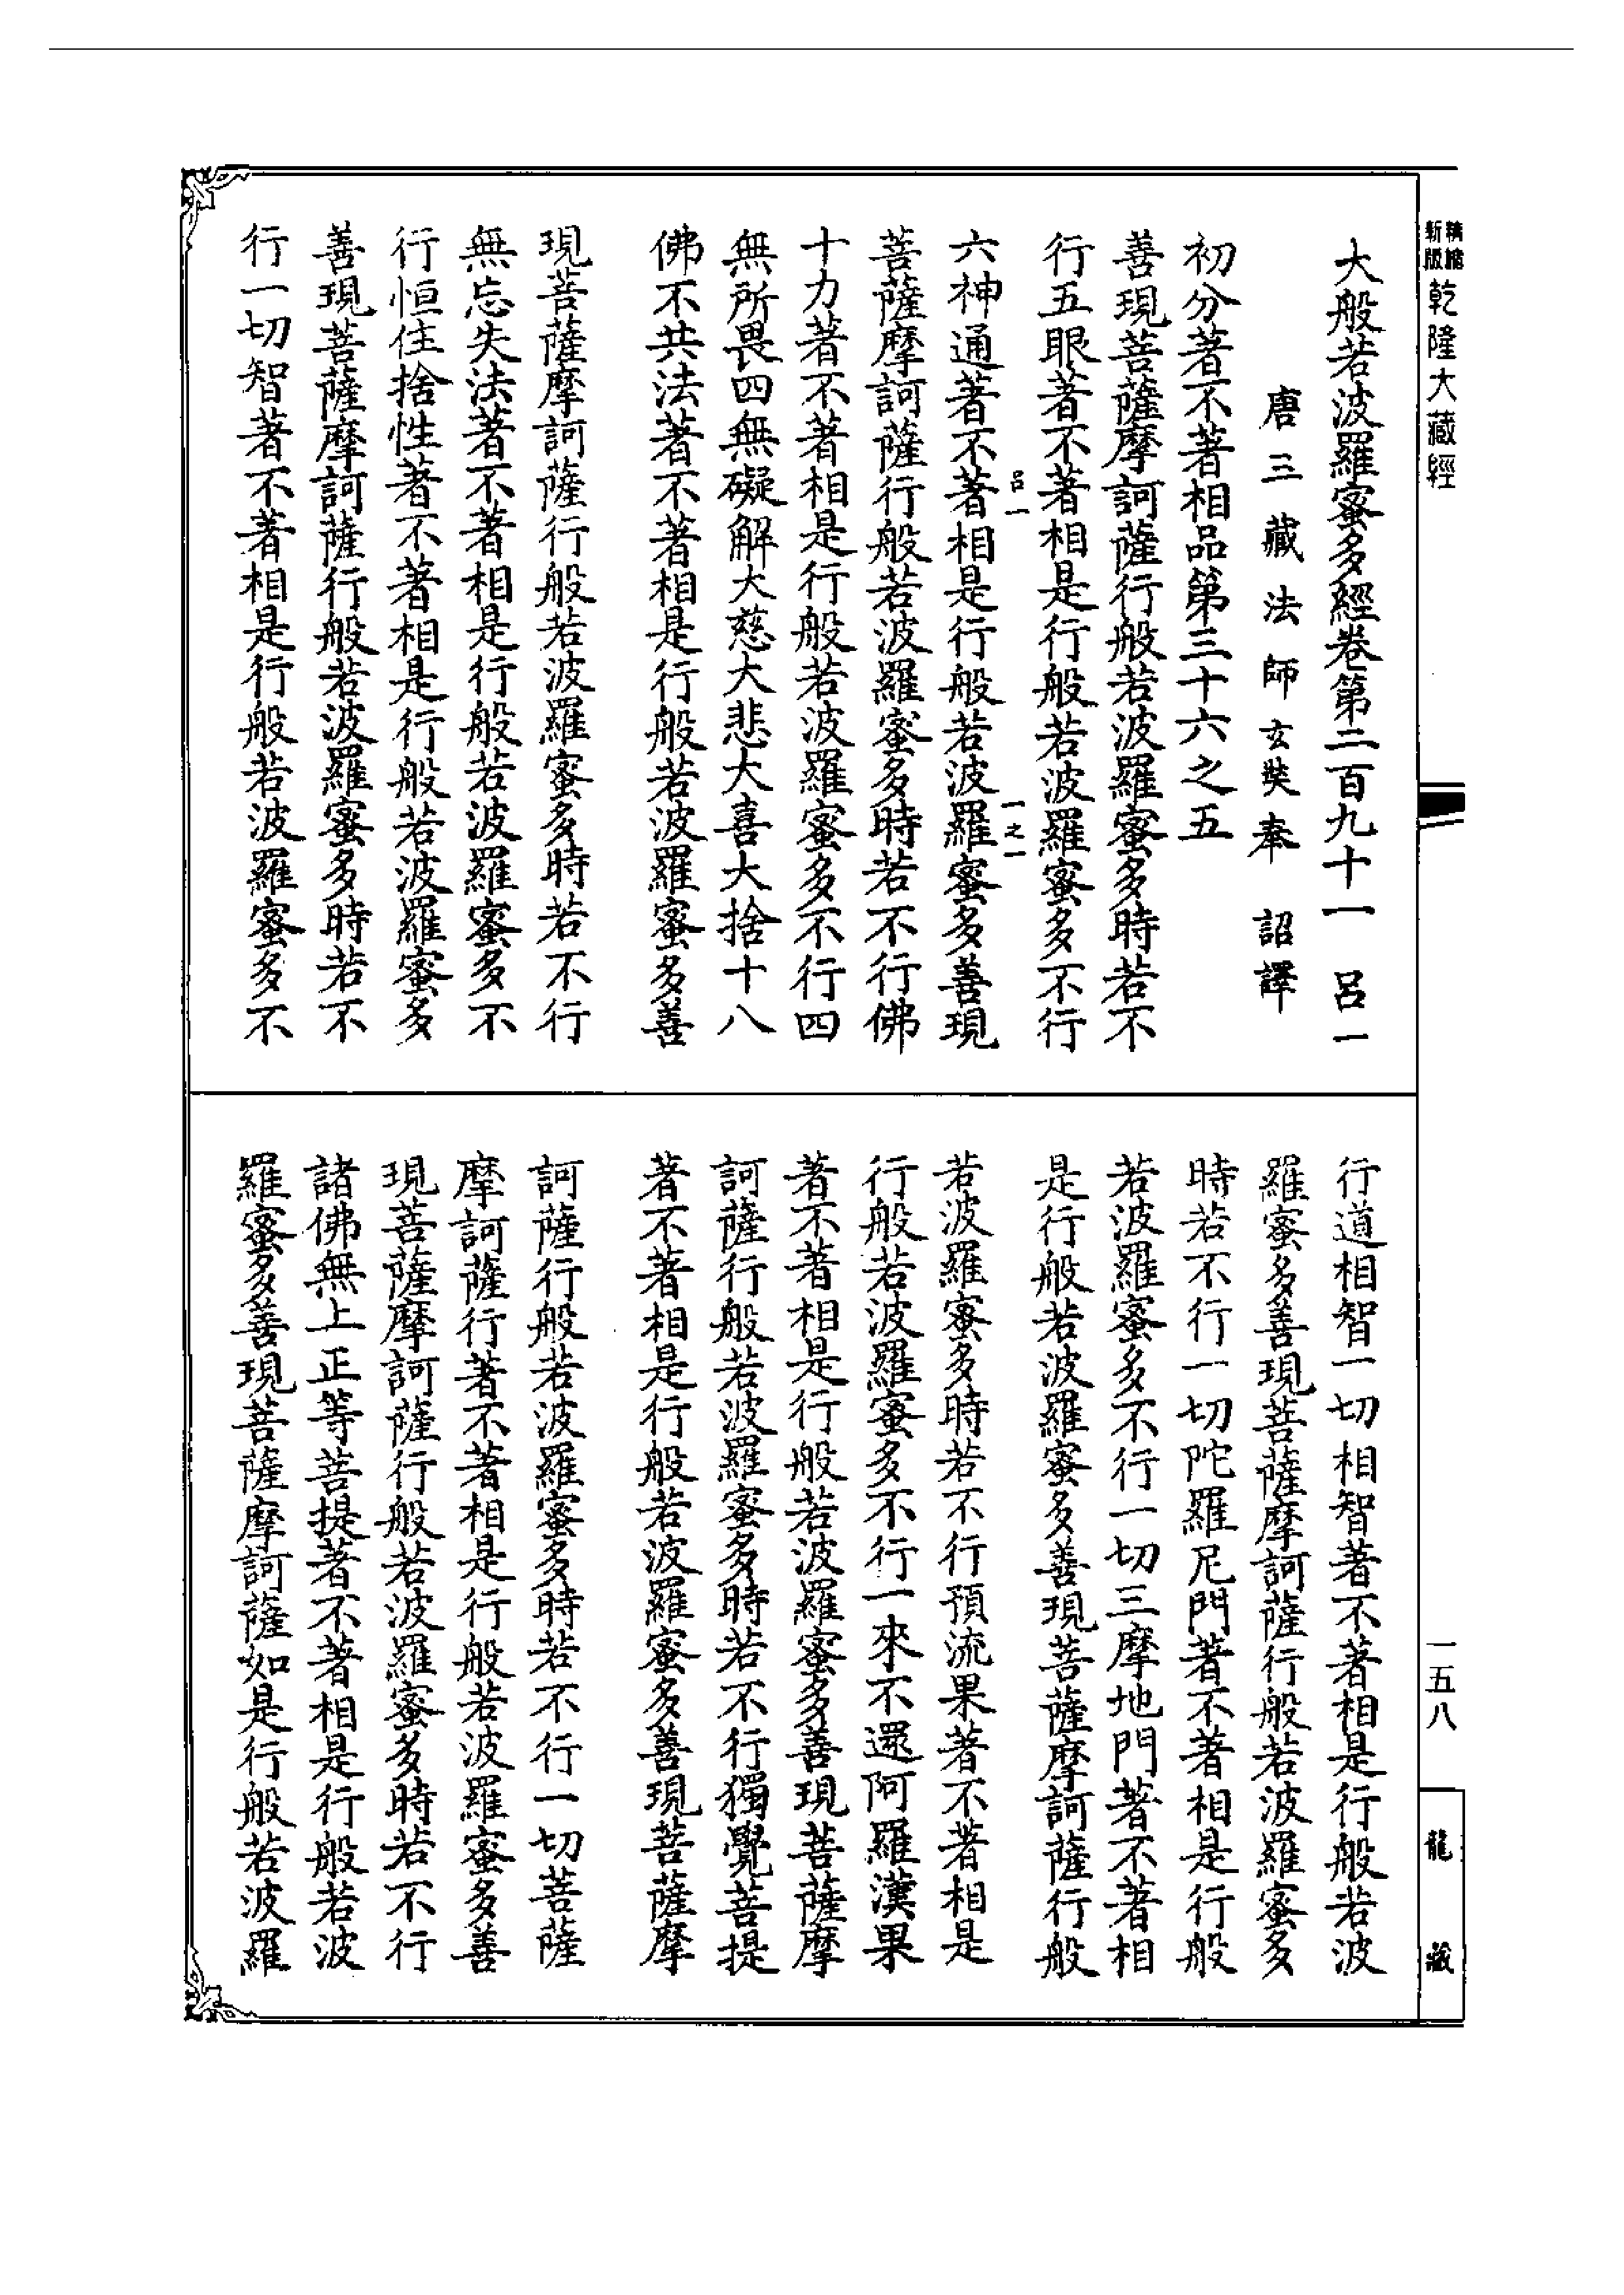 精縮新版乾隆大藏經
一五八
龍藏
大般若波羅蜜多經卷第二百九十一 呂一
唐三藏法師玄奘奉 詔譯
初分著不著相品第三十六之五
善現菩薩摩訶薩行般若波羅蜜多時若不
行五眼著不著相是行般若波羅蜜多不行
呂一 一之一
六神通著不著相是行般若波羅蜜多善現
菩薩摩訶薩行般若波羅蜜多時若不行佛
十力著不著相是行般若波羅蜜多不行四
無所畏四無礙解大慈大悲大喜大捨十八
佛不共法著不著相是行般若波羅蜜多善
現菩薩摩訶薩行般若波羅蜜多時若不行
無忘失法著不著相是行般若波羅蜜多不
行恒住捨性著不著相是行般若波羅蜜多
善現菩薩摩訶薩行般若波羅蜜多時若不
行一切智著不著相是行般若波羅蜜多不
行道相智一切相智著不著相是行般若波
羅蜜多善現菩薩摩訶薩行般若波羅蜜多
時若不行一切陀羅尼門著不著相是行般
若波羅蜜多不行一切三摩地門著不著相
是行般若波羅蜜多善現菩薩摩訶薩行般
若波羅蜜多時若不行預流果著不著相是
行般若波羅蜜多不行一來不還阿羅漢果
著不著相是行般若波羅蜜多善現菩薩摩
訶薩行般若波羅蜜多時若不行獨覺菩提
著不著相是行般若波羅蜜多善現菩薩摩
訶薩行般若波羅蜜多時若不行一切菩薩
摩訶薩行著不著相是行般若波羅蜜多善
現菩薩摩訶薩行般若波羅蜜多時若不行
諸佛無上正等菩提著不著相是行般若波
羅蜜多善現菩薩摩訶薩如是行般若波羅